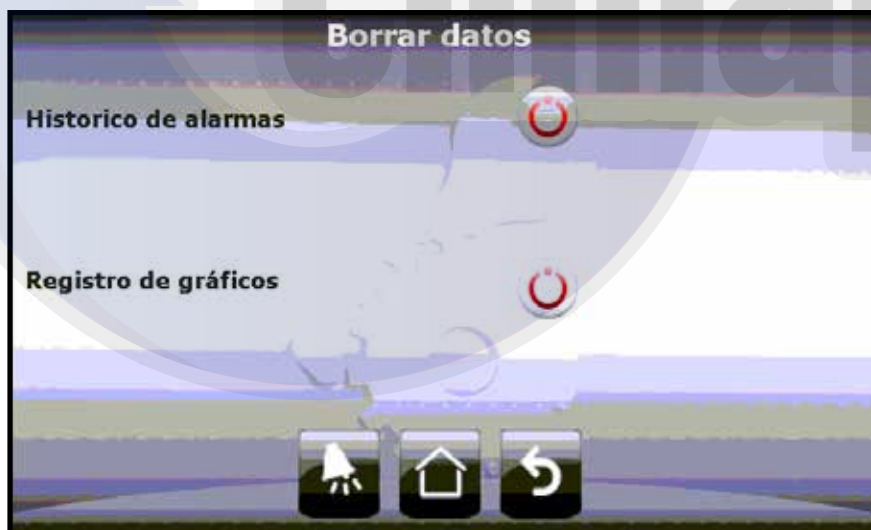 Borrar datos
Historico de alarmas
Registro de gráficos